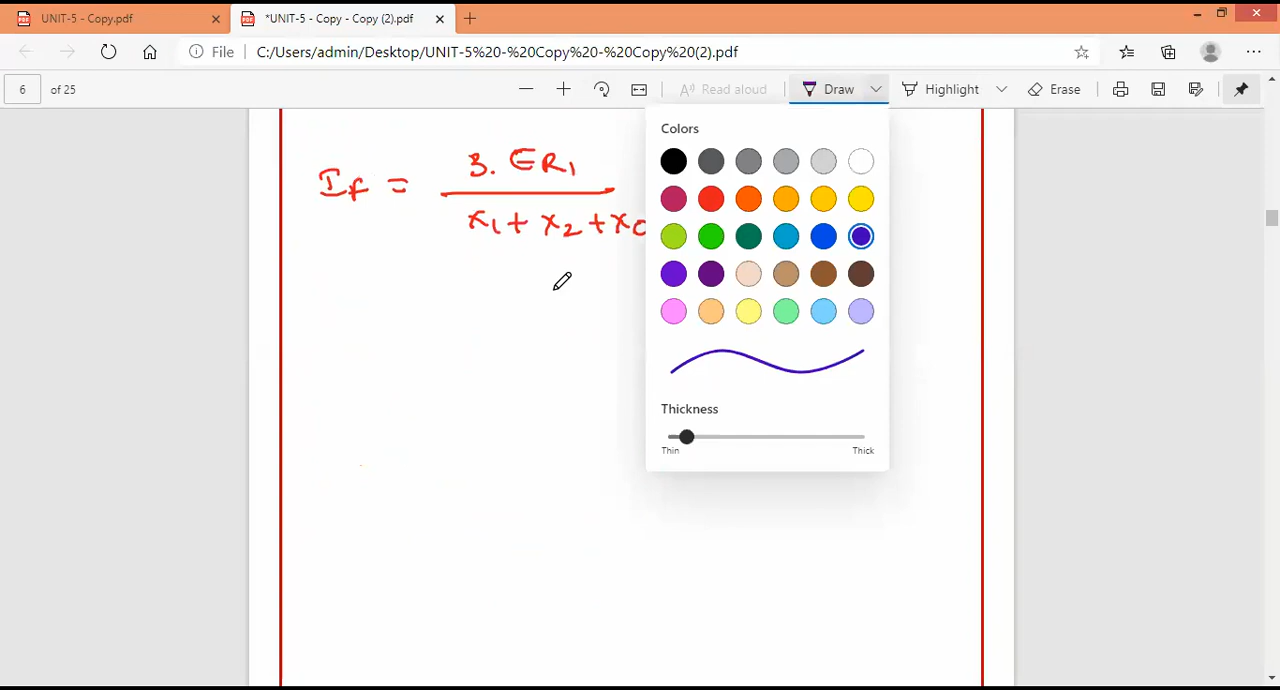 UNIT-5 - Copy.pdf
*UNIT-5 - Copy - Copy (2).pdf
File
C:/Users/admin/Desktop/UNIT-5%20-%20Copy%20-%20Copy%20(2).pdf
6 of 25
Read aloud
Draw
Highlight
Erase
Colors
If = 3. ER1
x1 + x2 + x0
Thickness
Thin
Thick